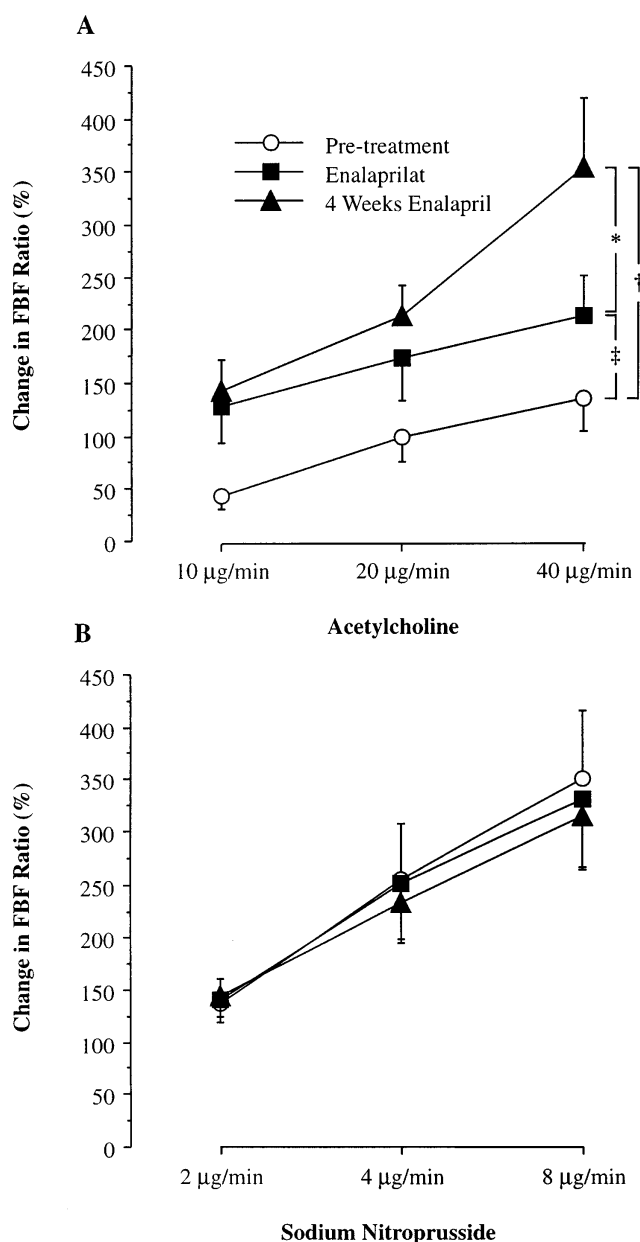 A
Change in FBF Ratio (%)
450
400
350
300
250
200
150
100
50
0
Pre-treatment
Enalaprilat
4 Weeks Enalapril
*
†
‡
10 µg/min
20 µg/min
40 µg/min
Acetylcholine
B
Change in FBF Ratio (%)
450
400
350
300
250
200
150
100
50
0
2 µg/min
4 µg/min
8 µg/min
Sodium Nitroprusside